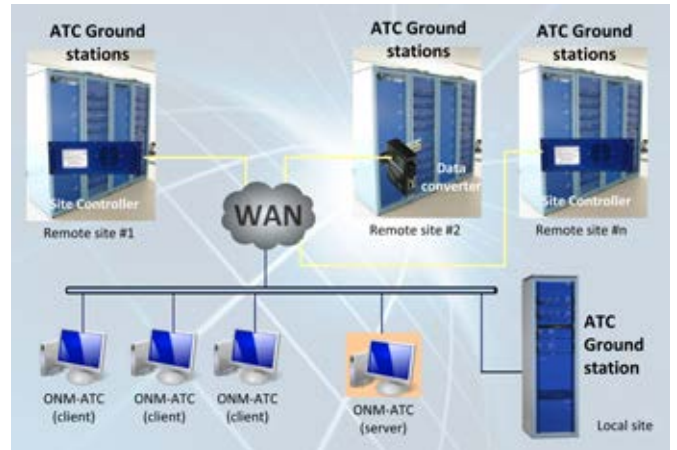 ATC Ground
stations
ATC Ground
stations
ATC Ground
stations
Site Controller
Data
converter
Site Controller
Remote site #1
WAN
Remote site #2
Remote site #n
ATC
Ground
station
ONM-ATC
(client)
ONM-ATC
(client)
ONM-ATC
(client)
ONM-ATC
(server)
Local site